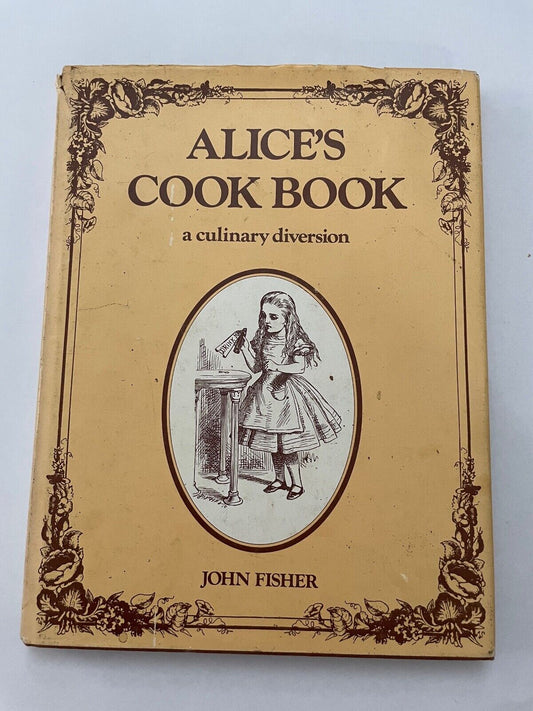 ALICE'S
COOK BOOK
a culinary diversion
JOHN FISHER